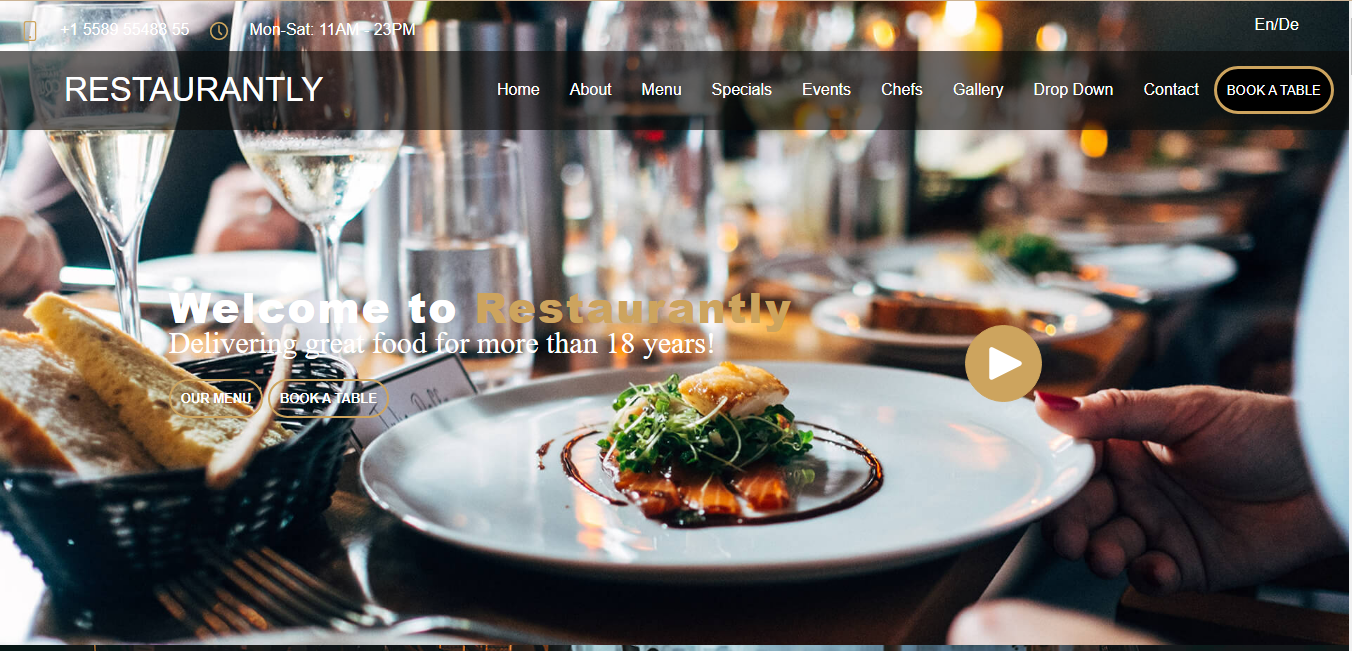 +1 5589 55488 55 Mon-Sat: 11AM - 23PM En/De
RESTAURANTLY Home About Menu Specials Events Chefs Gallery Drop Down Contact BOOK A TABLE
Welcome to Restaurantly
Delivering great food for more than 18 years!
OUR MENU BOOK A TABLE